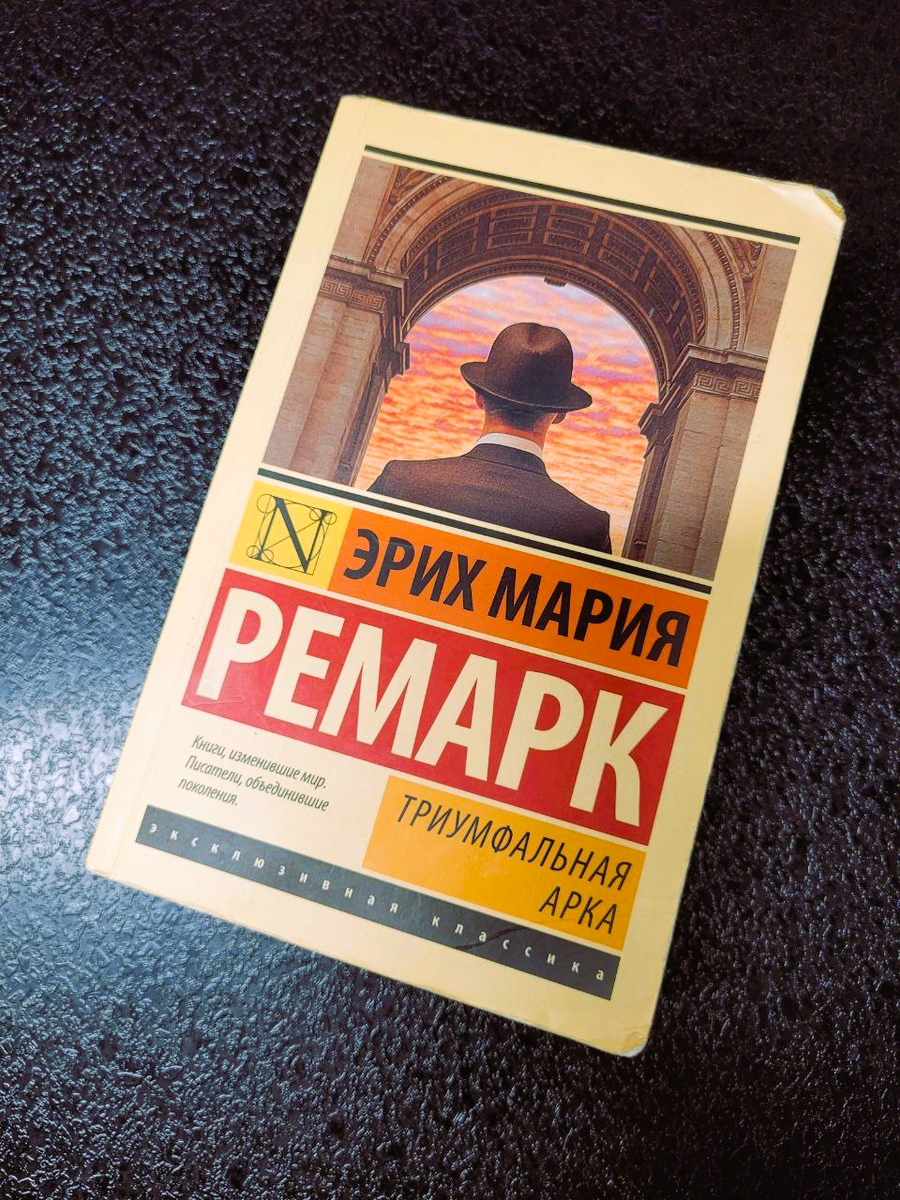 N
ЭРИХ МАРИЯ
РЕМАРК
Книги, изменившие мир.
Писатели, объединившие
поколения.
ТРИУМФАЛЬНАЯ
АРКА
эксклюзивная классика